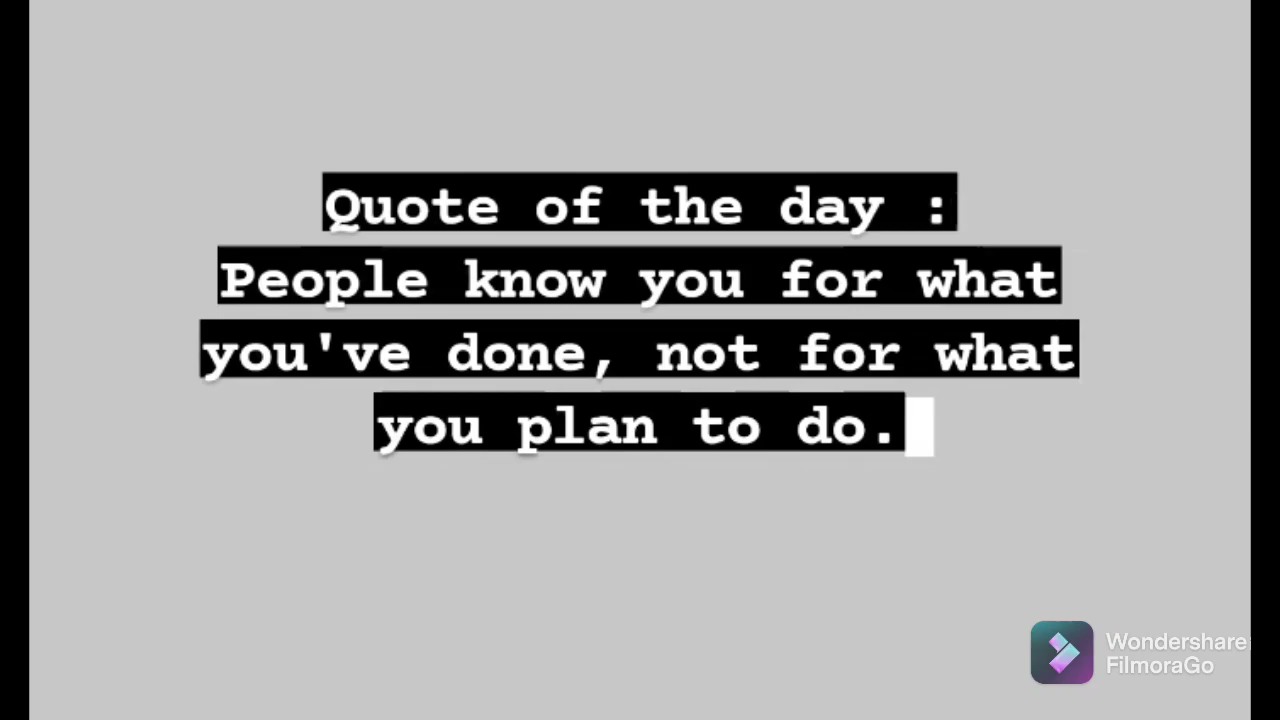 Quote of the day :
People know you for what
you've done, not for what
you plan to do.
Wondershare
FilmoraGo